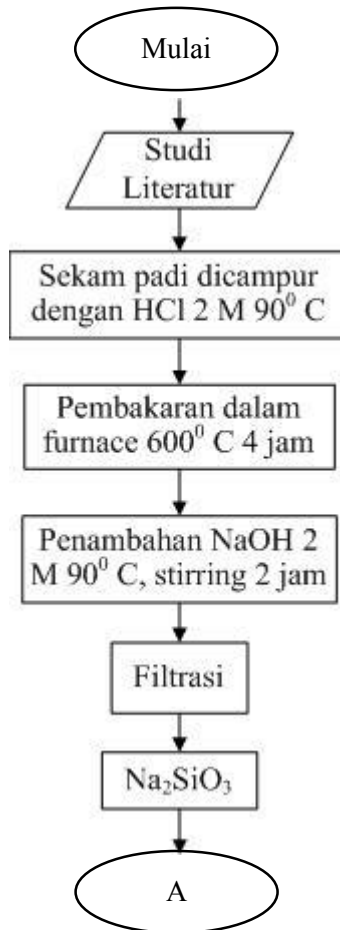 Mulai
Studi
Literatur
Sekam padi dicampur
dengan HCl 2 M 90⁰ C
Pembakaran dalam
furnace 600⁰ C 4 jam
Penambahan NaOH 2
M 90⁰ C, stirring 2 jam
Filtrasi
Na₂SiO₃
A